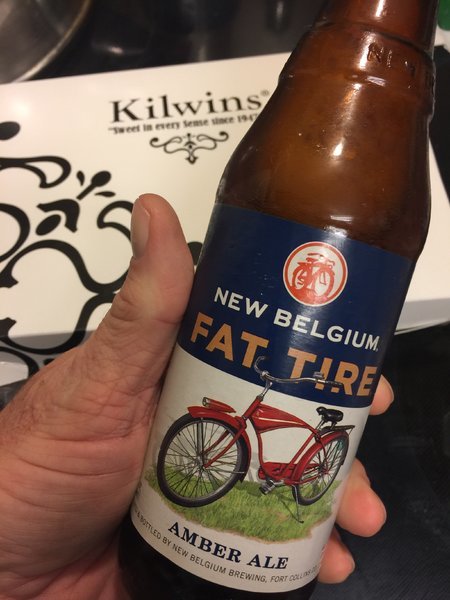 Kilwins®
"Sweet in every Sense since 1947
NEW BELGIUM
FAT TIRE
AMBER ALE
BOTTLED BY NEW BELGIUM BREWING, FORT COLLINS